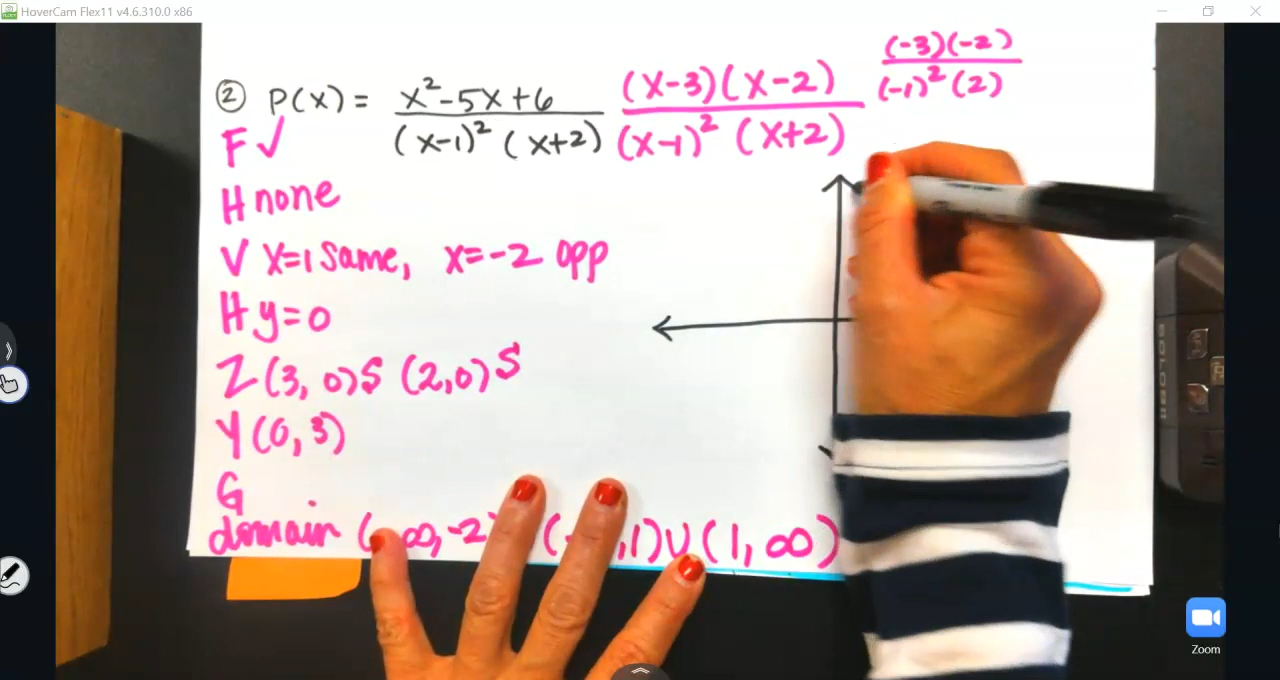 HoverCam Flex11 v4.6.310.0 x86
② P(x) = x²-5x+6 / (x-1)² (x+2) (x-3)(x-2) / (x-1)² (x+2) (-3)(-2) / (-1)² (2)
F ✓
H none
V x=1 same, x=-2 opp
H y=0
Z (3, 0)S (2,0)S
Y (0, 3)
G
domain ( ∞, -2 ( ,1) ∪ (1, ∞)
Zoom